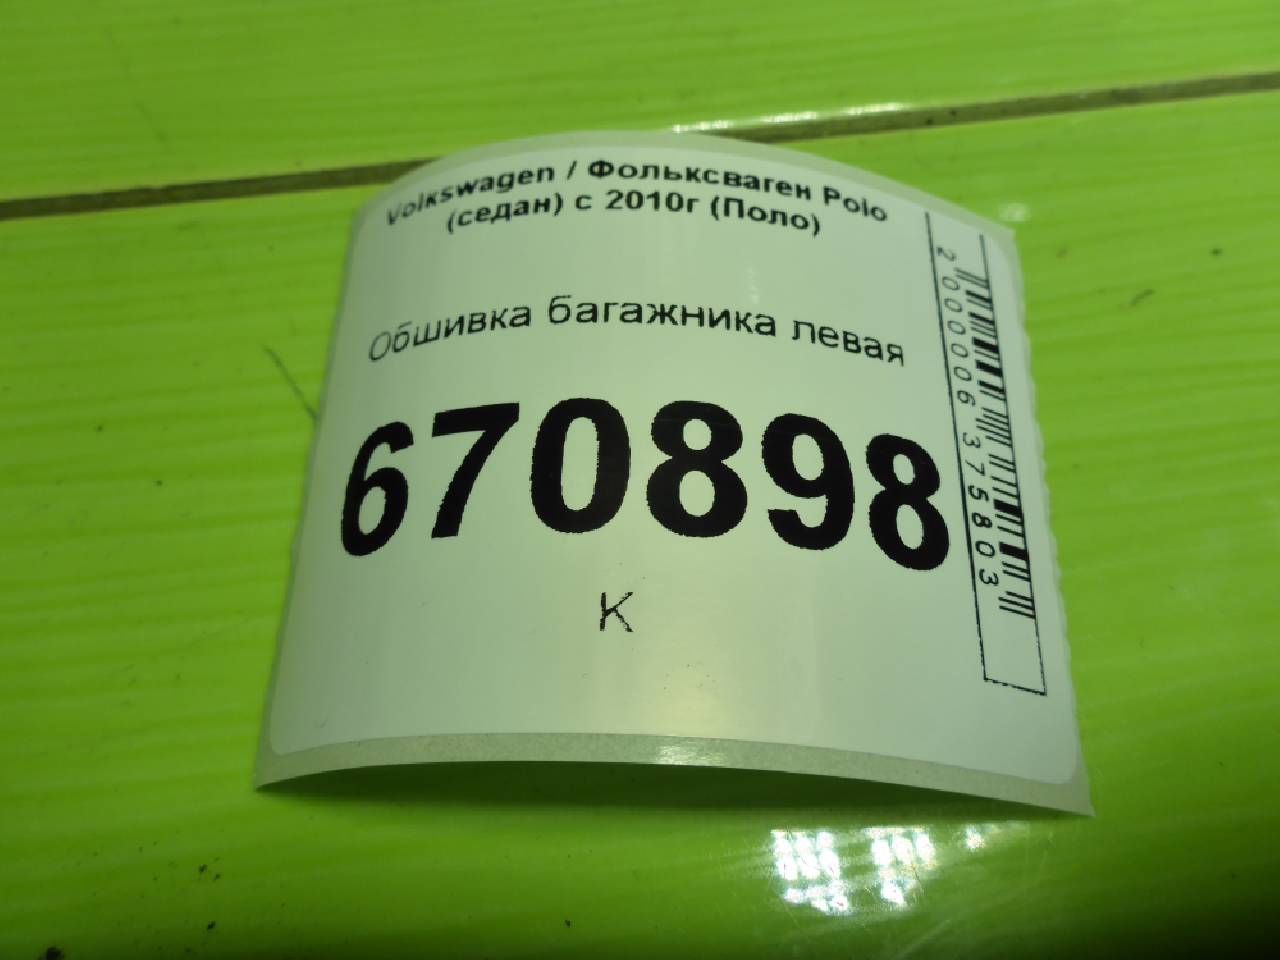 Volkswagen / Фольксваген Polo
(седан) с 2010г (Поло)
Обшивка багажника левая
670898
К
2000006375803